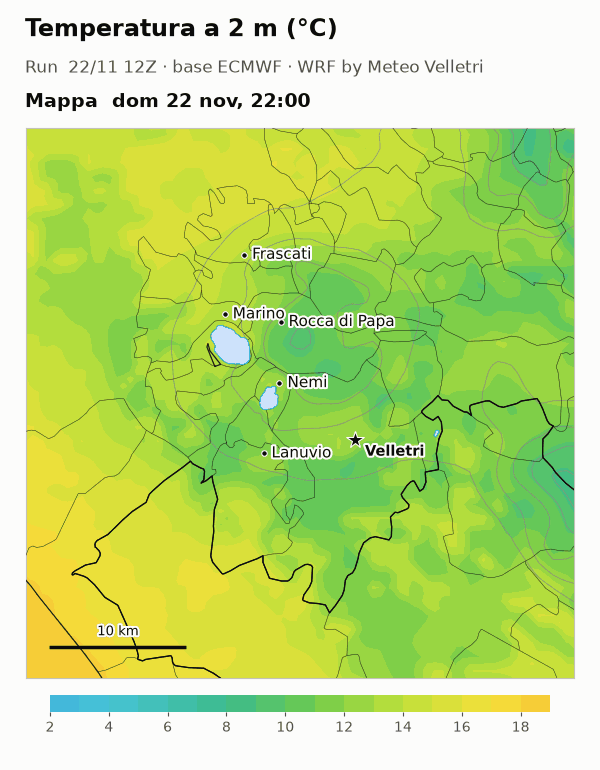 Temperatura a 2 m (°C)
Run  22/11 12Z · base ECMWF · WRF by Meteo Velletri
Mappa  dom 22 nov, 22:00
Frascati
Marino
Rocca di Papa
Nemi
Velletri
Lanuvio
10 km
2 4 6 8 10 12 14 16 18